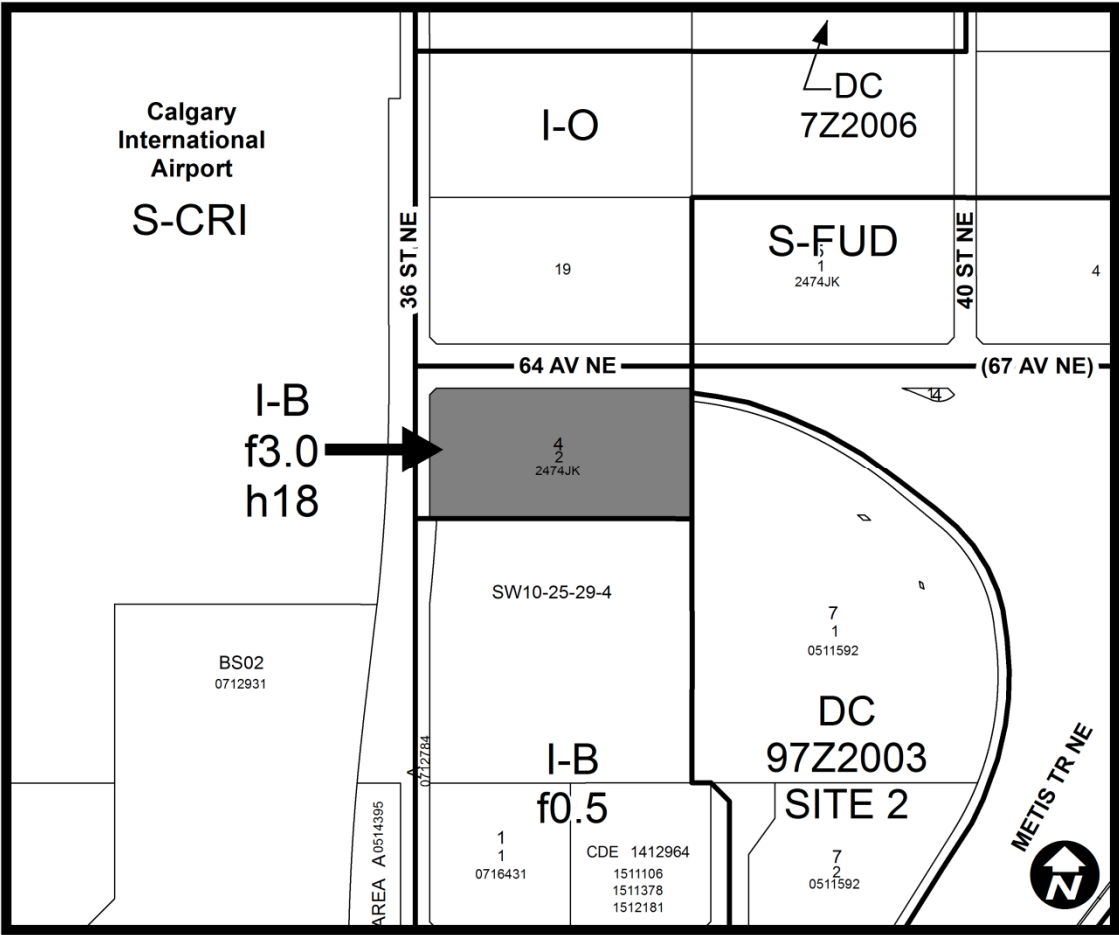 Calgary
International
Airport
S-CRI
I-O
DC
7Z2006
36 ST NE
19
S-FUD
1
2474JK
40 ST NE
4
64 AV NE
(67 AV NE)
I-B
f3.0
h18
4
2
2474JK
14
SW10-25-29-4
7
1
0511592
BS02
0712931
A
0712784
I-B
f0.5
DC
97Z2003
SITE 2
METIS TR NE
AREA A
0514395
1
1
0716431
CDE 1412964
1511106
1511378
1512181
7
2
0511592
N